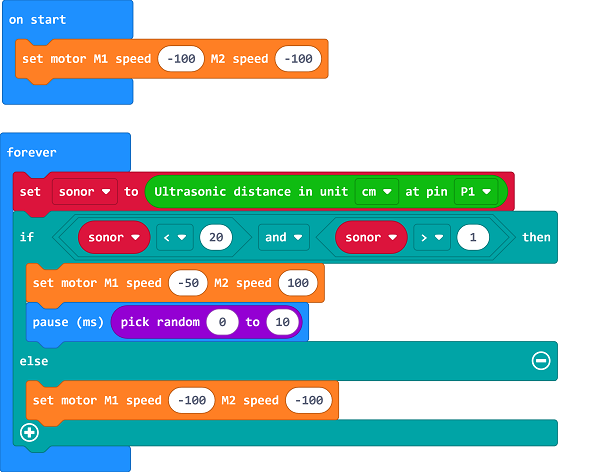 on start
set motor M1 speed -100 M2 speed -100
forever
set sonor to Ultrasonic distance in unit cm at pin P1
if sonor < 20 and sonor > 1 then
set motor M1 speed -50 M2 speed 100
pause (ms) pick random 0 to 10
else
set motor M1 speed -100 M2 speed -100